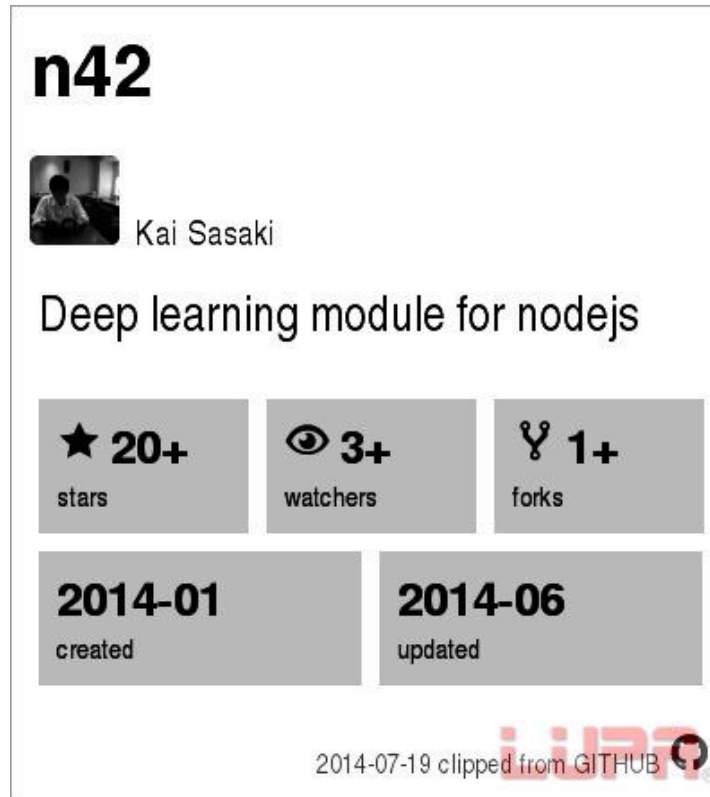 n42
Kai Sasaki
Deep learning module for nodejs
20+ 3+ 1+
stars watchers forks
2014-01 2014-06
created updated
2014-07-19 clipped from GITHUB
LUPA